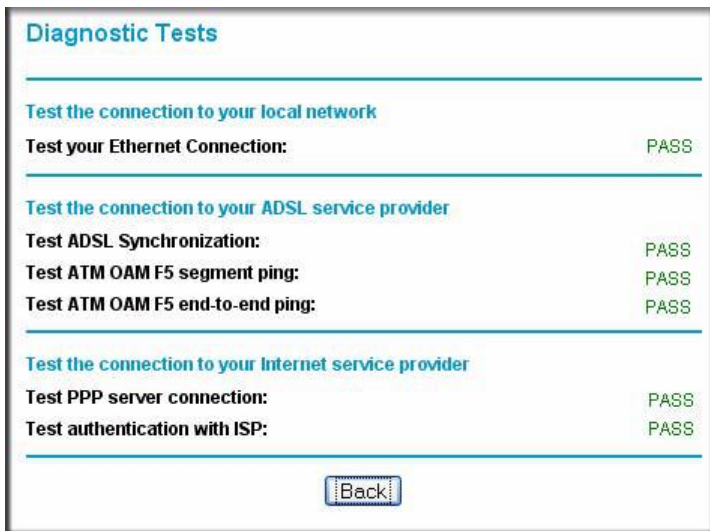 Diagnostic Tests
Test the connection to your local network
Test your Ethernet Connection: PASS
Test the connection to your ADSL service provider
Test ADSL Synchronization: PASS
Test ATM OAM F5 segment ping: PASS
Test ATM OAM F5 end-to-end ping: PASS
Test the connection to your Internet service provider
Test PPP server connection: PASS
Test authentication with ISP: PASS
Back